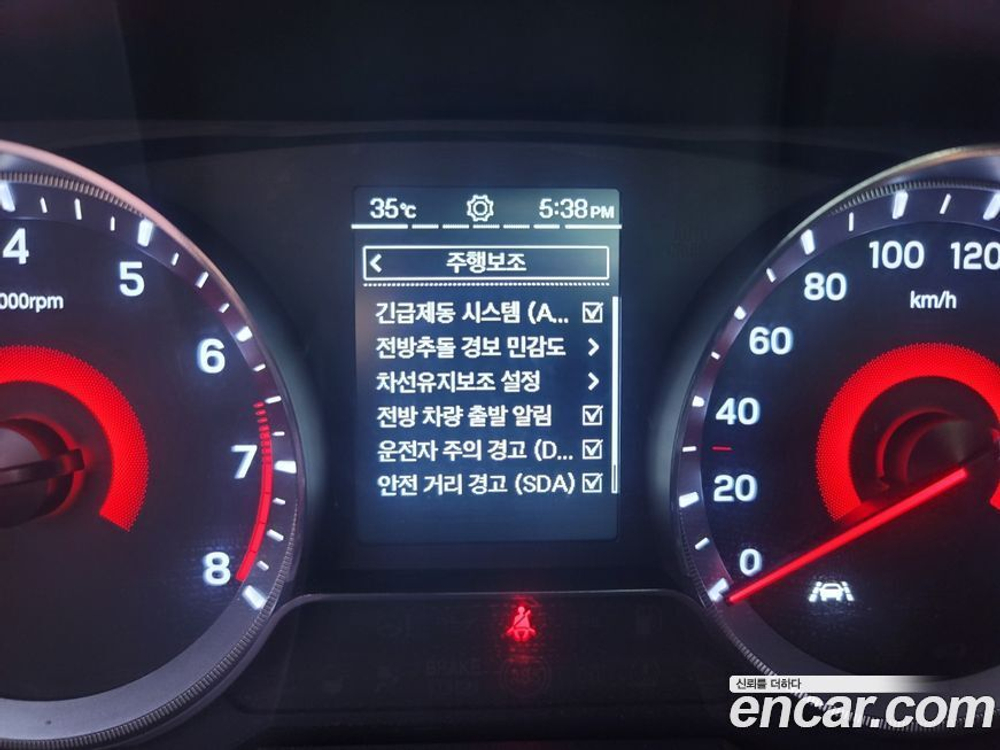 35℃ 5:38 PM
< 주행보조
긴급제동 시스템 (A...
전방추돌 경보 민감도 >
차선유지보조 설정 >
전방 차량 출발 알림
운전자 주의 경고 (D...
안전 거리 경고 (SDA)
4
5
6
7
8
000rpm
0
20
40
60
80
100
120
km/h
신뢰를 더하다
encar.com